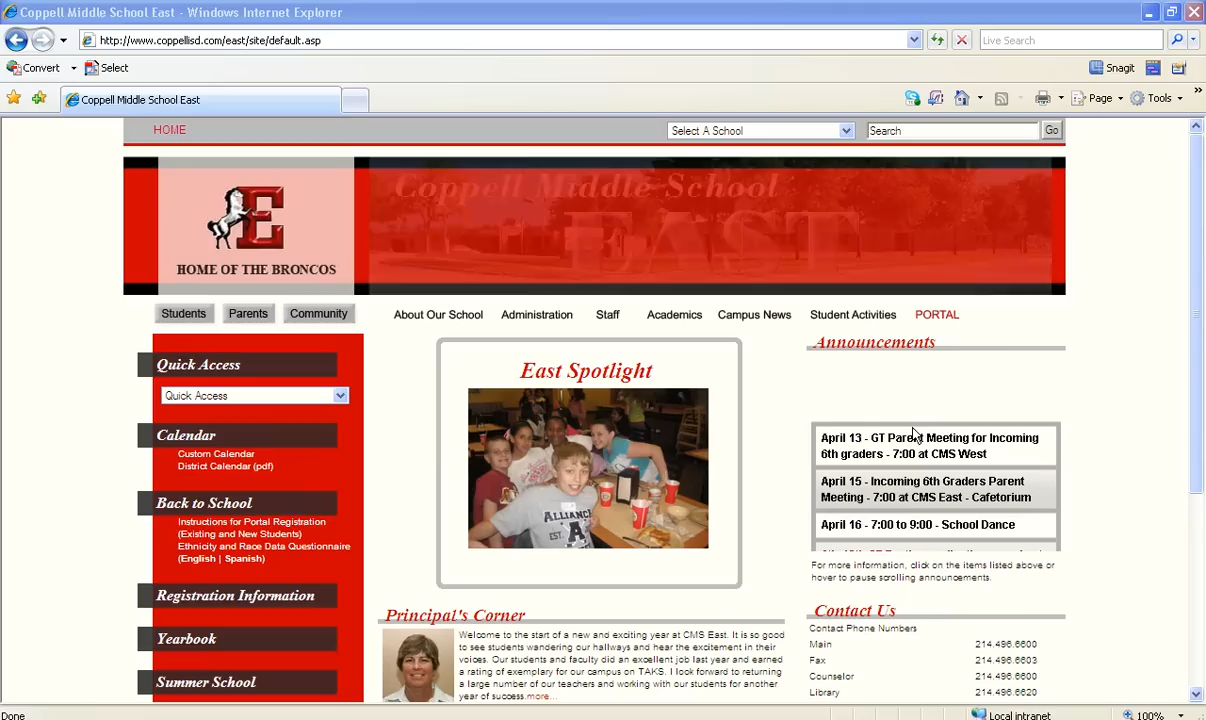 Coppell Middle School East - Windows Internet Explorer
http://www.coppellisd.com/east/site/default.asp
Live Search
Convert
Select
Snagit
Coppell Middle School East
Page
Tools
HOME
Select A School
Search
Go
Coppell Middle School
EAST
E
HOME OF THE BRONCOS
Students
Parents
Community
About Our School
Administration
Staff
Academics
Campus News
Student Activities
PORTAL
Quick Access
Quick Access
Calendar
Custom Calendar
District Calendar (pdf)
Back to School
Instructions for Portal Registration
(Existing and New Students)
Ethnicity and Race Data Questionnaire
(English | Spanish)
Registration Information
Yearbook
Summer School
East Spotlight
ALLIANCE
EST.
A
Principal's Corner
Welcome to the start of a new and exciting year at CMS East. It is so good
to see students wandering our hallways and hear the excitement in their
voices. Our students and faculty did an excellent job last year and earned
a rating of exemplary for our campus on TAKS. I look forward to returning
a large number of our teachers and working with our students for another
year of success.more...
Announcements
April 13 - GT Parent Meeting for Incoming
6th graders - 7:00 at CMS West
April 15 - Incoming 6th Graders Parent
Meeting - 7:00 at CMS East - Cafetorium
April 16 - 7:00 to 9:00 - School Dance
For more information, click on the items listed above or
hover to pause scrolling announcements.
Contact Us
Contact Phone Numbers
Main 214.496.6600
Fax 214.496.6603
Counselor 214.496.6600
Library 214.496.6620
Done
Local intranet
100%